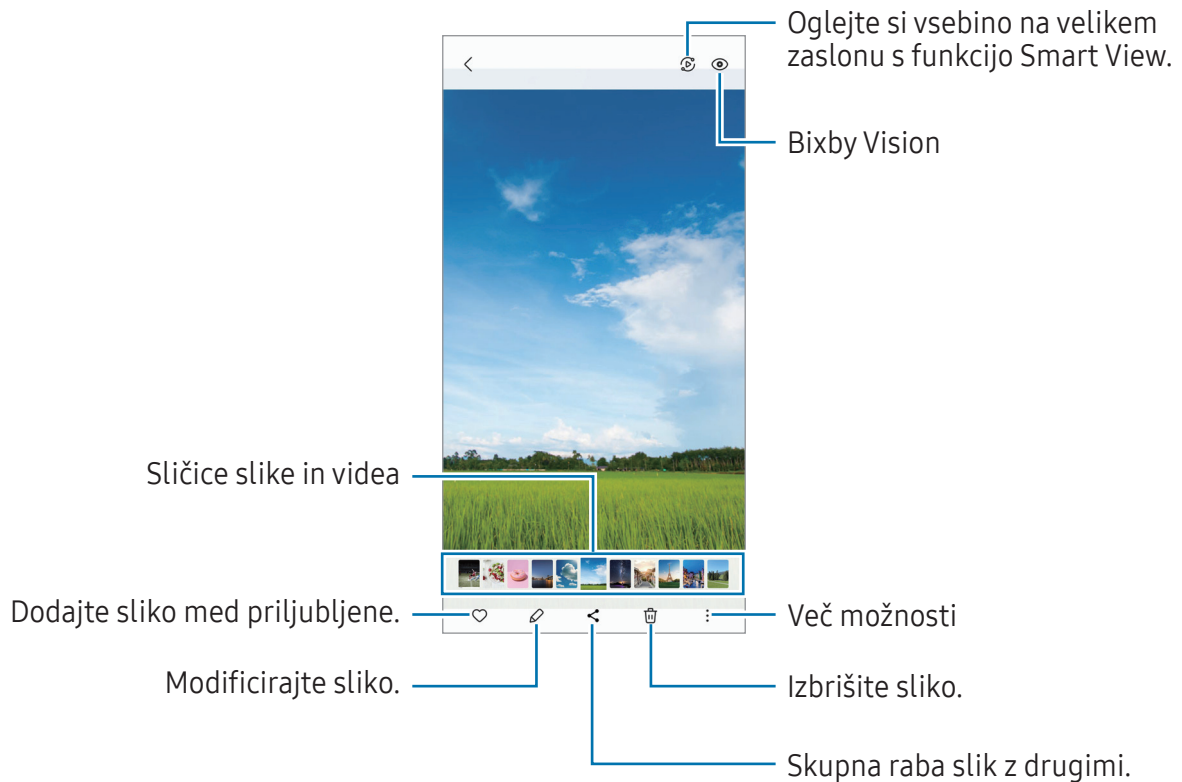 Oglejte si vsebino na velikem
zaslonu s funkcijo Smart View.
Bixby Vision
Sličice slike in videa
Dodajte sliko med priljubljene.
Več možnosti
Modificirajte sliko.
Izbrišite sliko.
Skupna raba slik z drugimi.